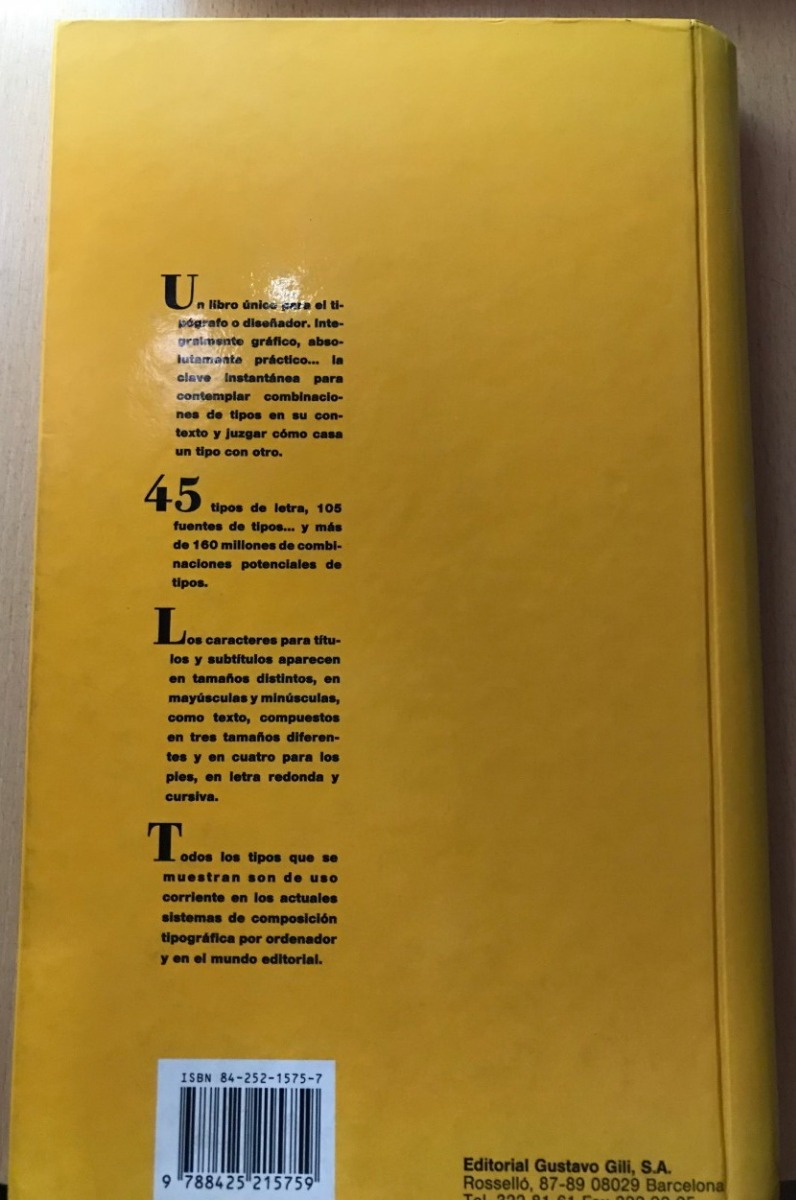 Un libro único para el ti-
pógrafo o diseñador. Inte-
gralmente gráfico, abso-
lutamente práctico... la
clave instantánea para
contemplar combinacio-
nes de tipos en su con-
texto y juzgar cómo casa
un tipo con otro.
45 tipos de letra, 105
fuentes de tipos... y más
de 160 millones de combi-
naciones potenciales de
tipos.
Los caracteres para títu-
los y subtítulos aparecen
en tamaños distintos, en
mayúsculas y minúsculas,
como texto, compuestos
en tres tamaños diferen-
tes y en cuatro para los
pies, en letra redonda y
cursiva.
Todos los tipos que se
muestran son de uso
corriente en los actuales
sistemas de composición
tipográfica por ordenador
y en el mundo editorial.
ISBN 84-252-1575-7
9 788425 215759
Editorial Gustavo Gili, S.A.
Rosselló, 87-89 08029 Barcelona
Tel. 322 81 61 Fax